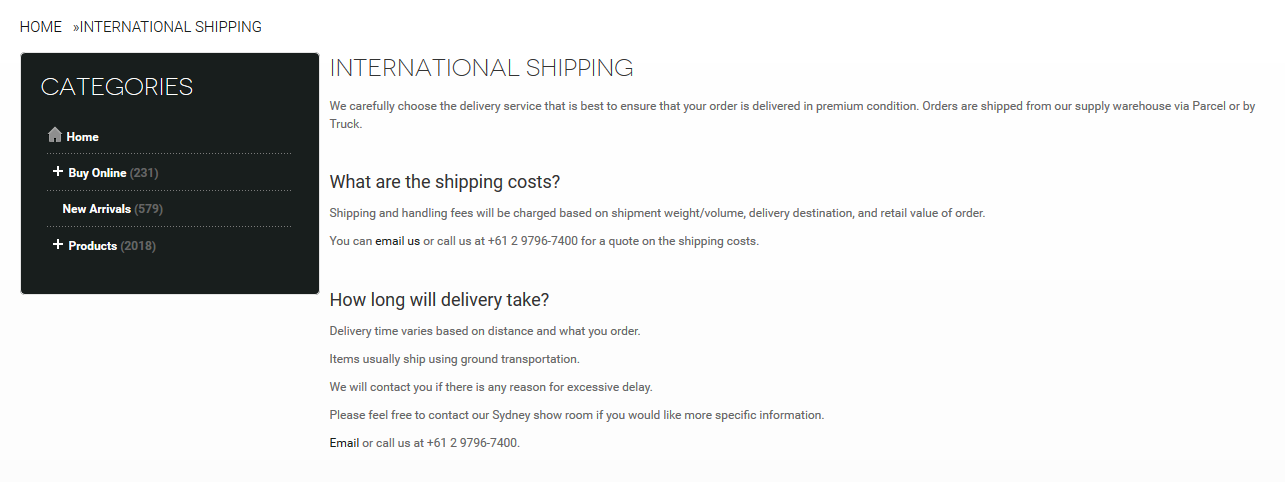 HOME »INTERNATIONAL SHIPPING
CATEGORIES
Home
+ Buy Online (231)
New Arrivals (579)
+ Products (2018)
INTERNATIONAL SHIPPING
We carefully choose the delivery service that is best to ensure that your order is delivered in premium condition. Orders are shipped from our supply warehouse via Parcel or by
Truck.
What are the shipping costs?
Shipping and handling fees will be charged based on shipment weight/volume, delivery destination, and retail value of order.
You can email us or call us at +61 2 9796-7400 for a quote on the shipping costs.
How long will delivery take?
Delivery time varies based on distance and what you order.
Items usually ship using ground transportation.
We will contact you if there is any reason for excessive delay.
Please feel free to contact our Sydney show room if you would like more specific information.
Email or call us at +61 2 9796-7400.